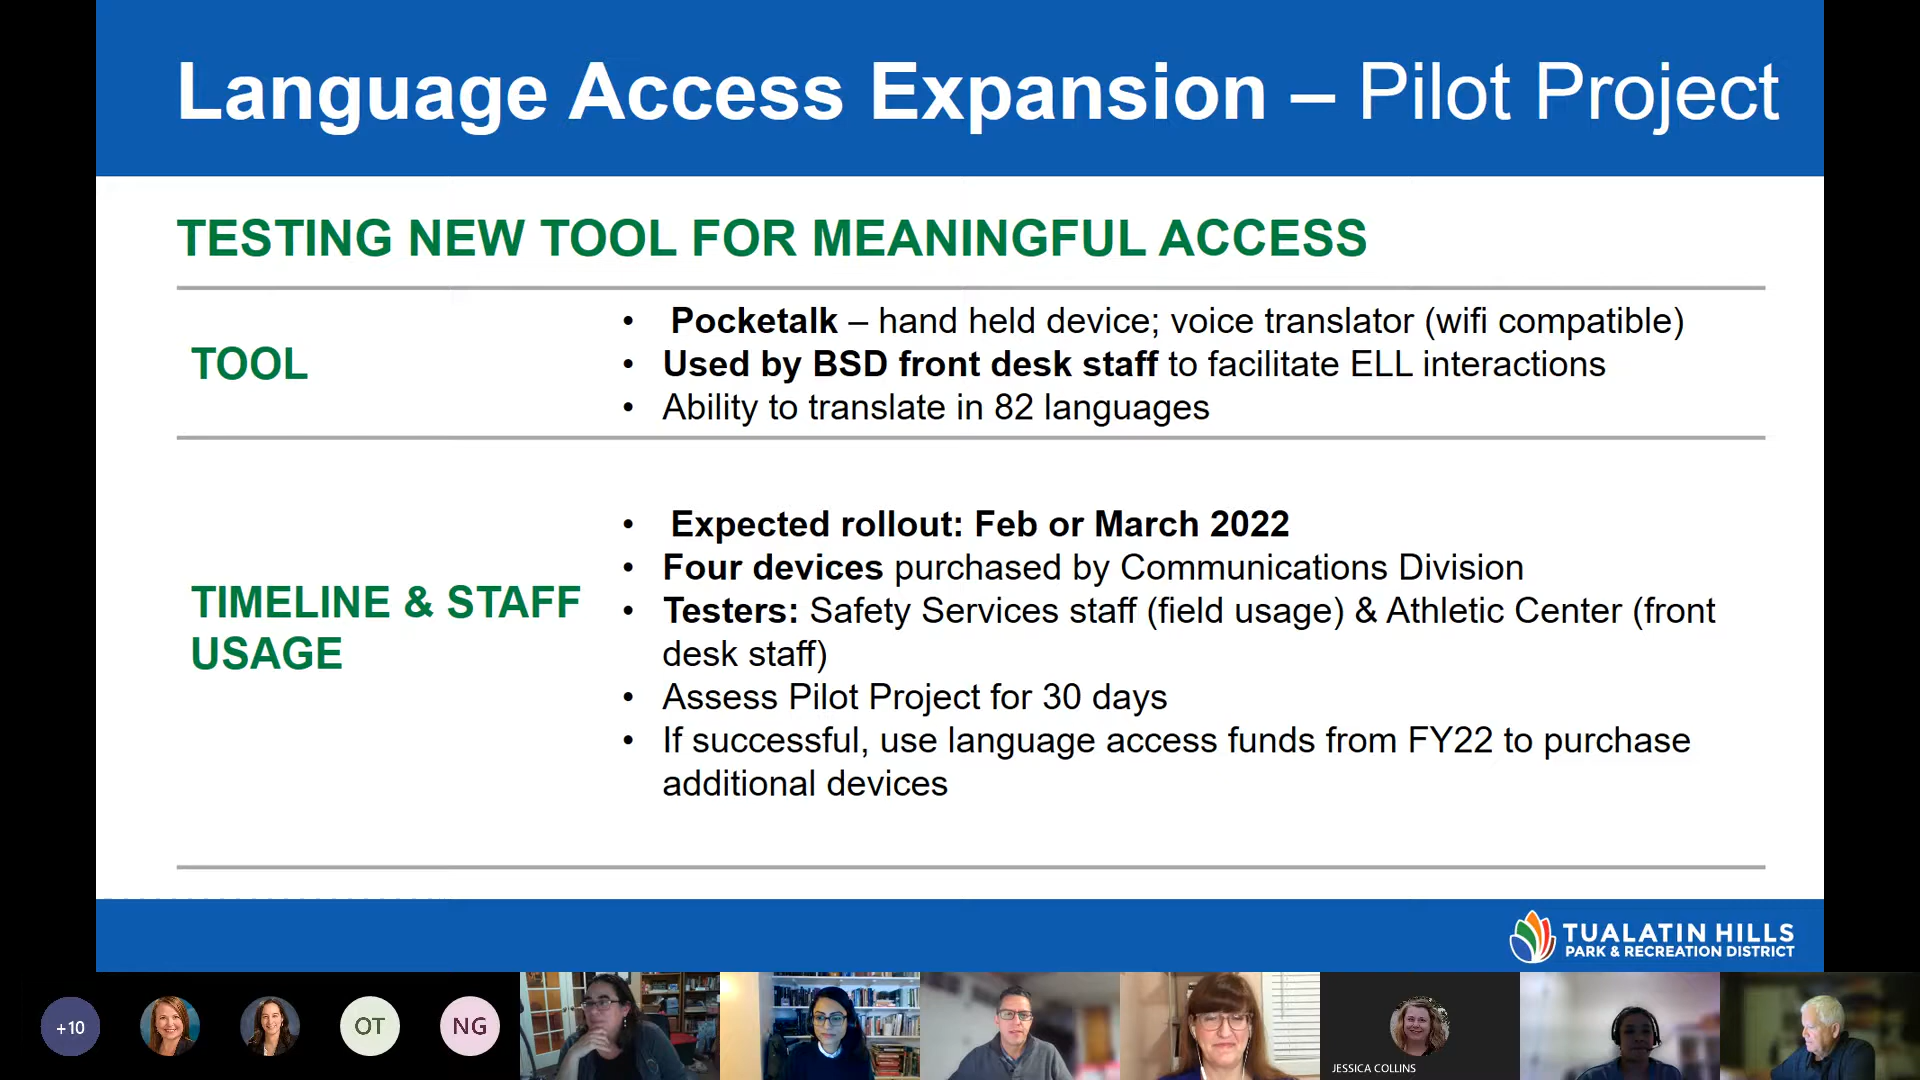 Language Access Expansion – Pilot Project
TESTING NEW TOOL FOR MEANINGFUL ACCESS
TOOL
• Pocketalk – hand held device; voice translator (wifi compatible)
• Used by BSD front desk staff to facilitate ELL interactions
• Ability to translate in 82 languages
TIMELINE & STAFF
USAGE
• Expected rollout: Feb or March 2022
• Four devices purchased by Communications Division
• Testers: Safety Services staff (field usage) & Athletic Center (front
desk staff)
• Assess Pilot Project for 30 days
• If successful, use language access funds from FY22 to purchase
additional devices
TUALATIN HILLS
PARK & RECREATION DISTRICT
+10
OT
NG
JESSICA COLLINS